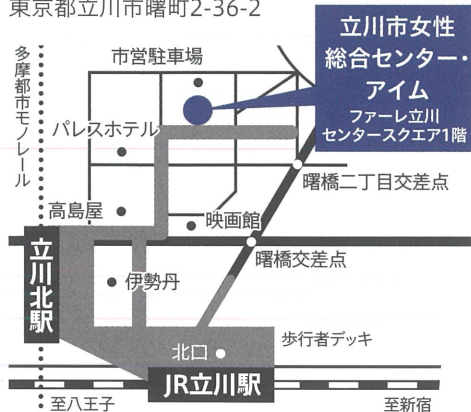 東京都立川市曙町2-36-2
立川市女性
総合センター・
アイム
ファーレ立川
センタースクエア1階
市営駐車場
多摩都市モノレール
パレスホテル
曙橋二丁目交差点
高島屋
映画館
立川北駅
曙橋交差点
伊勢丹
歩行者デッキ
北口
JR立川駅
至八王子
至新宿